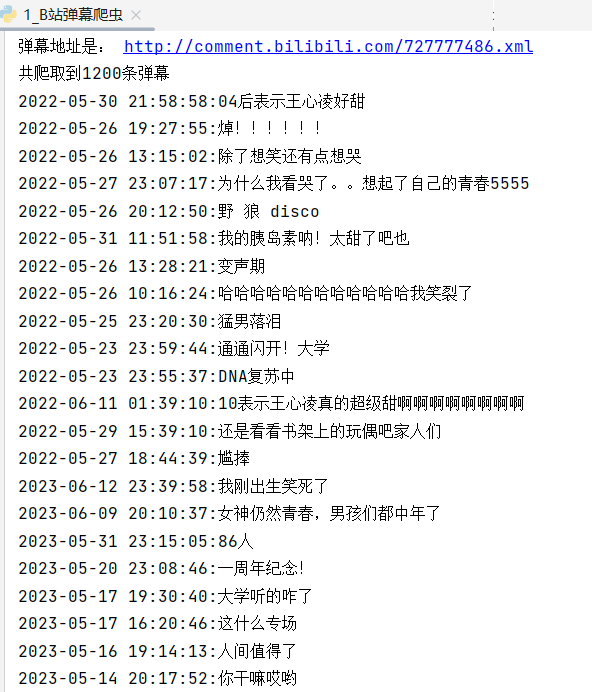 1_B站弹幕爬虫
弹幕地址是： http://comment.bilibili.com/727777486.xml
共爬取到1200条弹幕
2022-05-30 21:58:58:04后表示王心凌好甜
2022-05-26 19:27:55:焯！！！！！！
2022-05-26 13:15:02:除了想笑还有点想哭
2022-05-27 23:07:17:为什么我看哭了。。想起了自己的青春5555
2022-05-26 20:12:50:野 狼 disco
2022-05-31 11:51:58:我的胰岛素呐！太甜了吧也
2022-05-26 13:28:21:变声期
2022-05-26 10:16:24:哈哈哈哈哈哈哈哈哈哈哈哈我笑裂了
2022-05-25 23:20:30:猛男落泪
2022-05-23 23:59:44:通通闪开！大学
2022-05-23 23:55:37:DNA复苏中
2022-06-11 01:39:10:10表示王心凌真的超级甜啊啊啊啊啊啊啊啊
2022-05-29 15:39:10:还是看看书架上的玩偶吧家人们
2022-05-27 18:44:39:尴捧
2023-06-12 23:39:58:我刚出生笑死了
2023-06-09 20:10:37:女神仍然青春，男孩们都中年了
2023-05-31 23:15:05:86人
2023-05-20 23:08:46:一周年纪念！
2023-05-17 19:30:40:大学听的咋了
2023-05-17 16:20:46:这什么专场
2023-05-16 19:14:13:人间值得了
2023-05-14 20:17:52:你干嘛哎哟